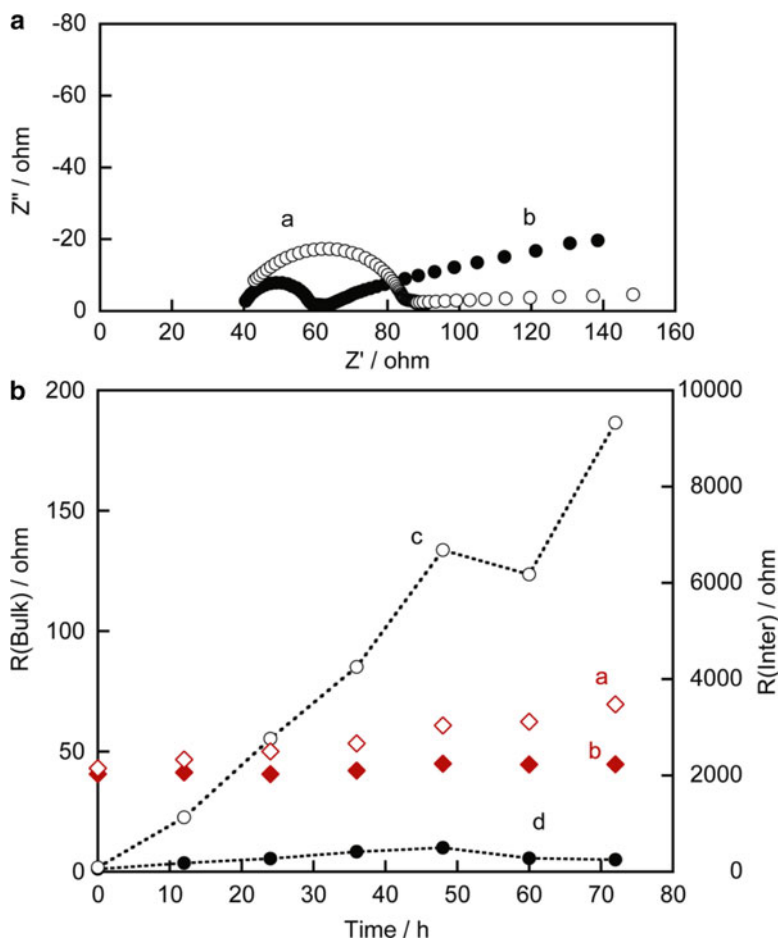 a
-80
-60
-40
-20
0
Z" / ohm
a
b
0 20 40 60 80 100 120 140 160
Z' / ohm
b
200
150
100
50
0
R(Bulk) / ohm
10000
8000
6000
4000
2000
0
R(Inter) / ohm
c
a
b
d
0 10 20 30 40 50 60 70 80
Time / h